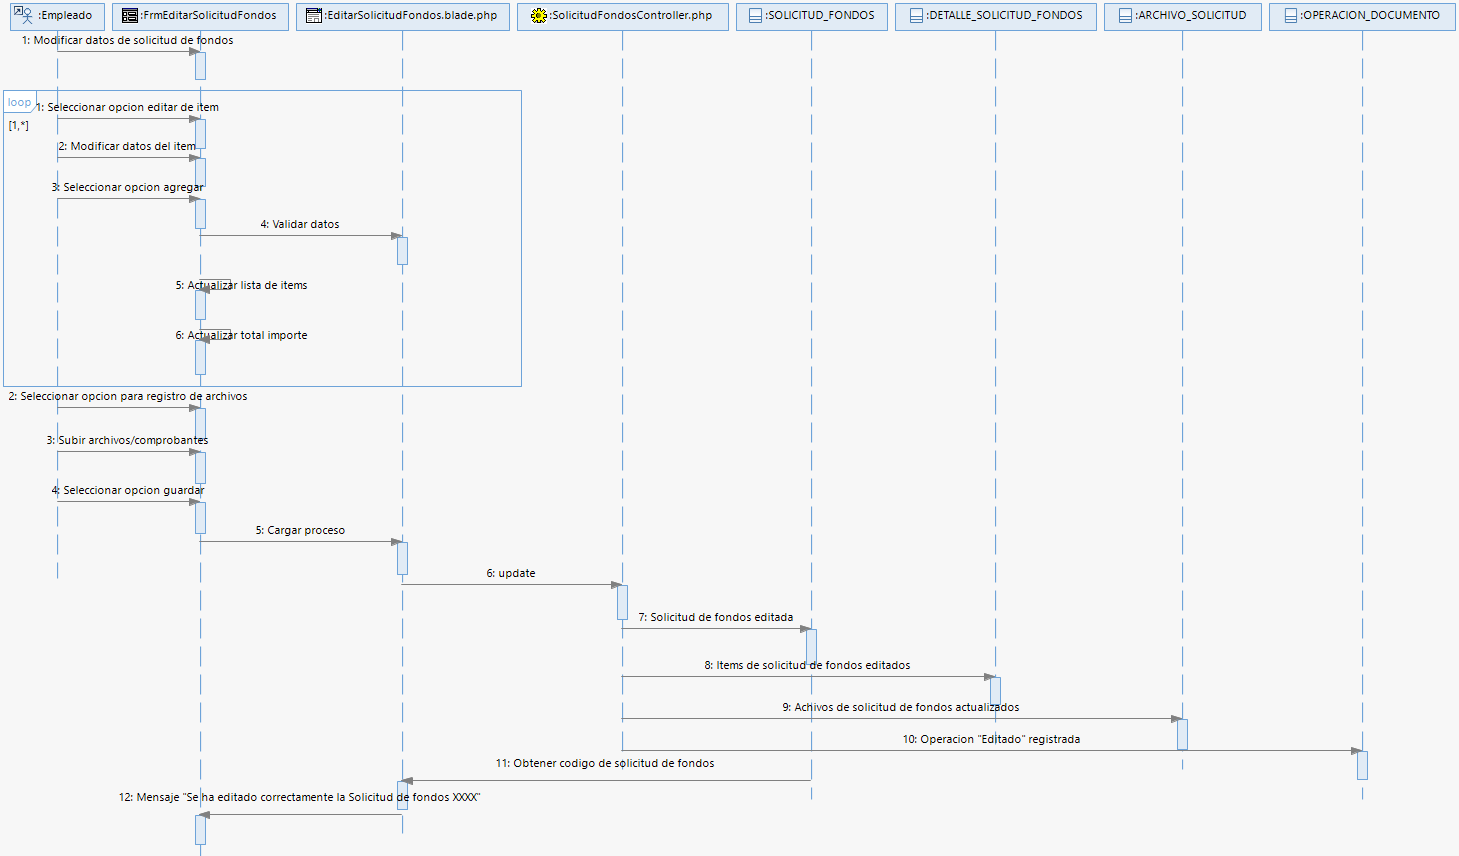 :Empleado
:FrmEditarSolicitudFondos
:EditarSolicitudFondos.blade.php
:SolicitudFondosController.php
:SOLICITUD_FONDOS
:DETALLE_SOLICITUD_FONDOS
:ARCHIVO_SOLICITUD
:OPERACION_DOCUMENTO
1: Modificar datos de solicitud de fondos
loop
1: Seleccionar opcion editar de item
[1,*]
2: Modificar datos del item
3: Seleccionar opcion agregar
4: Validar datos
5: Actualizar lista de items
6: Actualizar total importe
2: Seleccionar opcion para registro de archivos
3: Subir archivos/comprobantes
4: Seleccionar opcion guardar
5: Cargar proceso
6: update
7: Solicitud de fondos editada
8: Items de solicitud de fondos editados
9: Achivos de solicitud de fondos actualizados
10: Operacion "Editado" registrada
11: Obtener codigo de solicitud de fondos
12: Mensaje "Se ha editado correctamente la Solicitud de fondos XXXX"